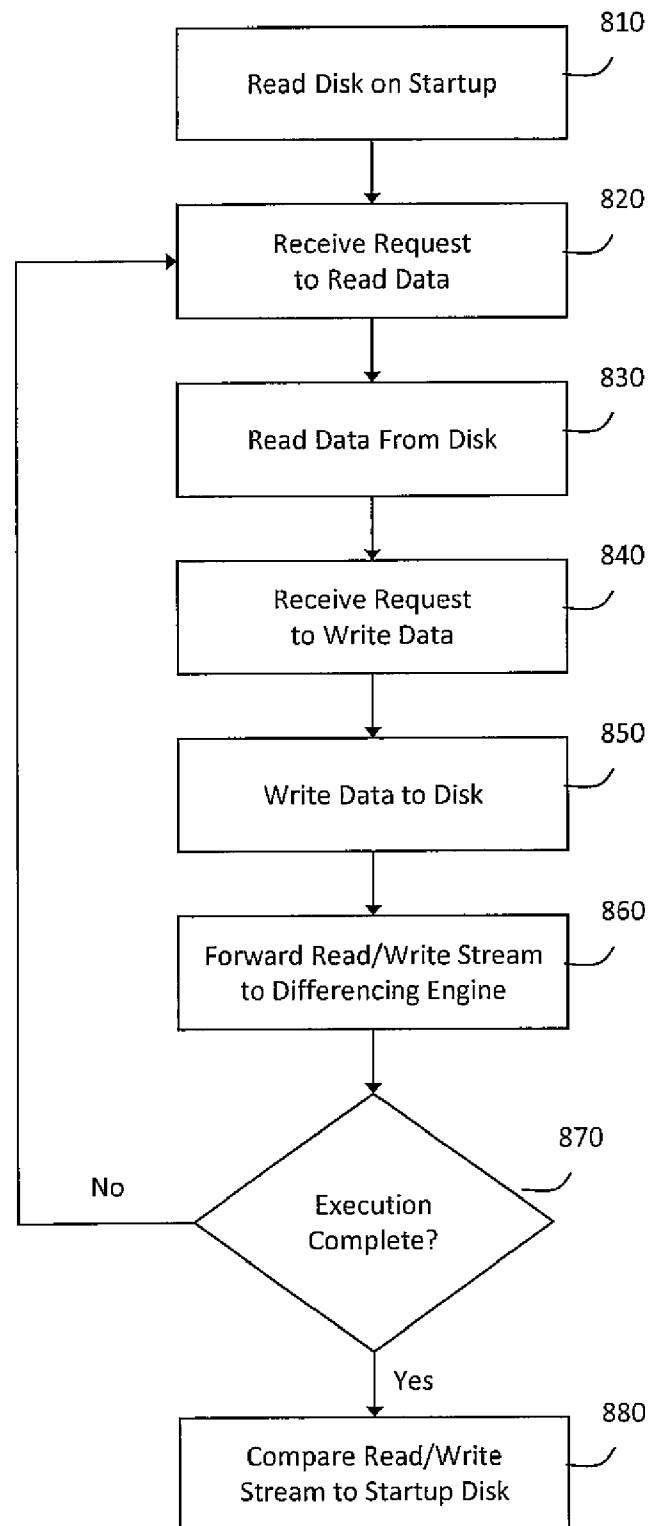 810
Read Disk on Startup
820
Receive Request
to Read Data
830
Read Data From Disk
840
Receive Request
to Write Data
850
Write Data to Disk
860
Forward Read/Write Stream
to Differencing Engine
870
No
Execution
Complete?
Yes
880
Compare Read/Write
Stream to Startup Disk